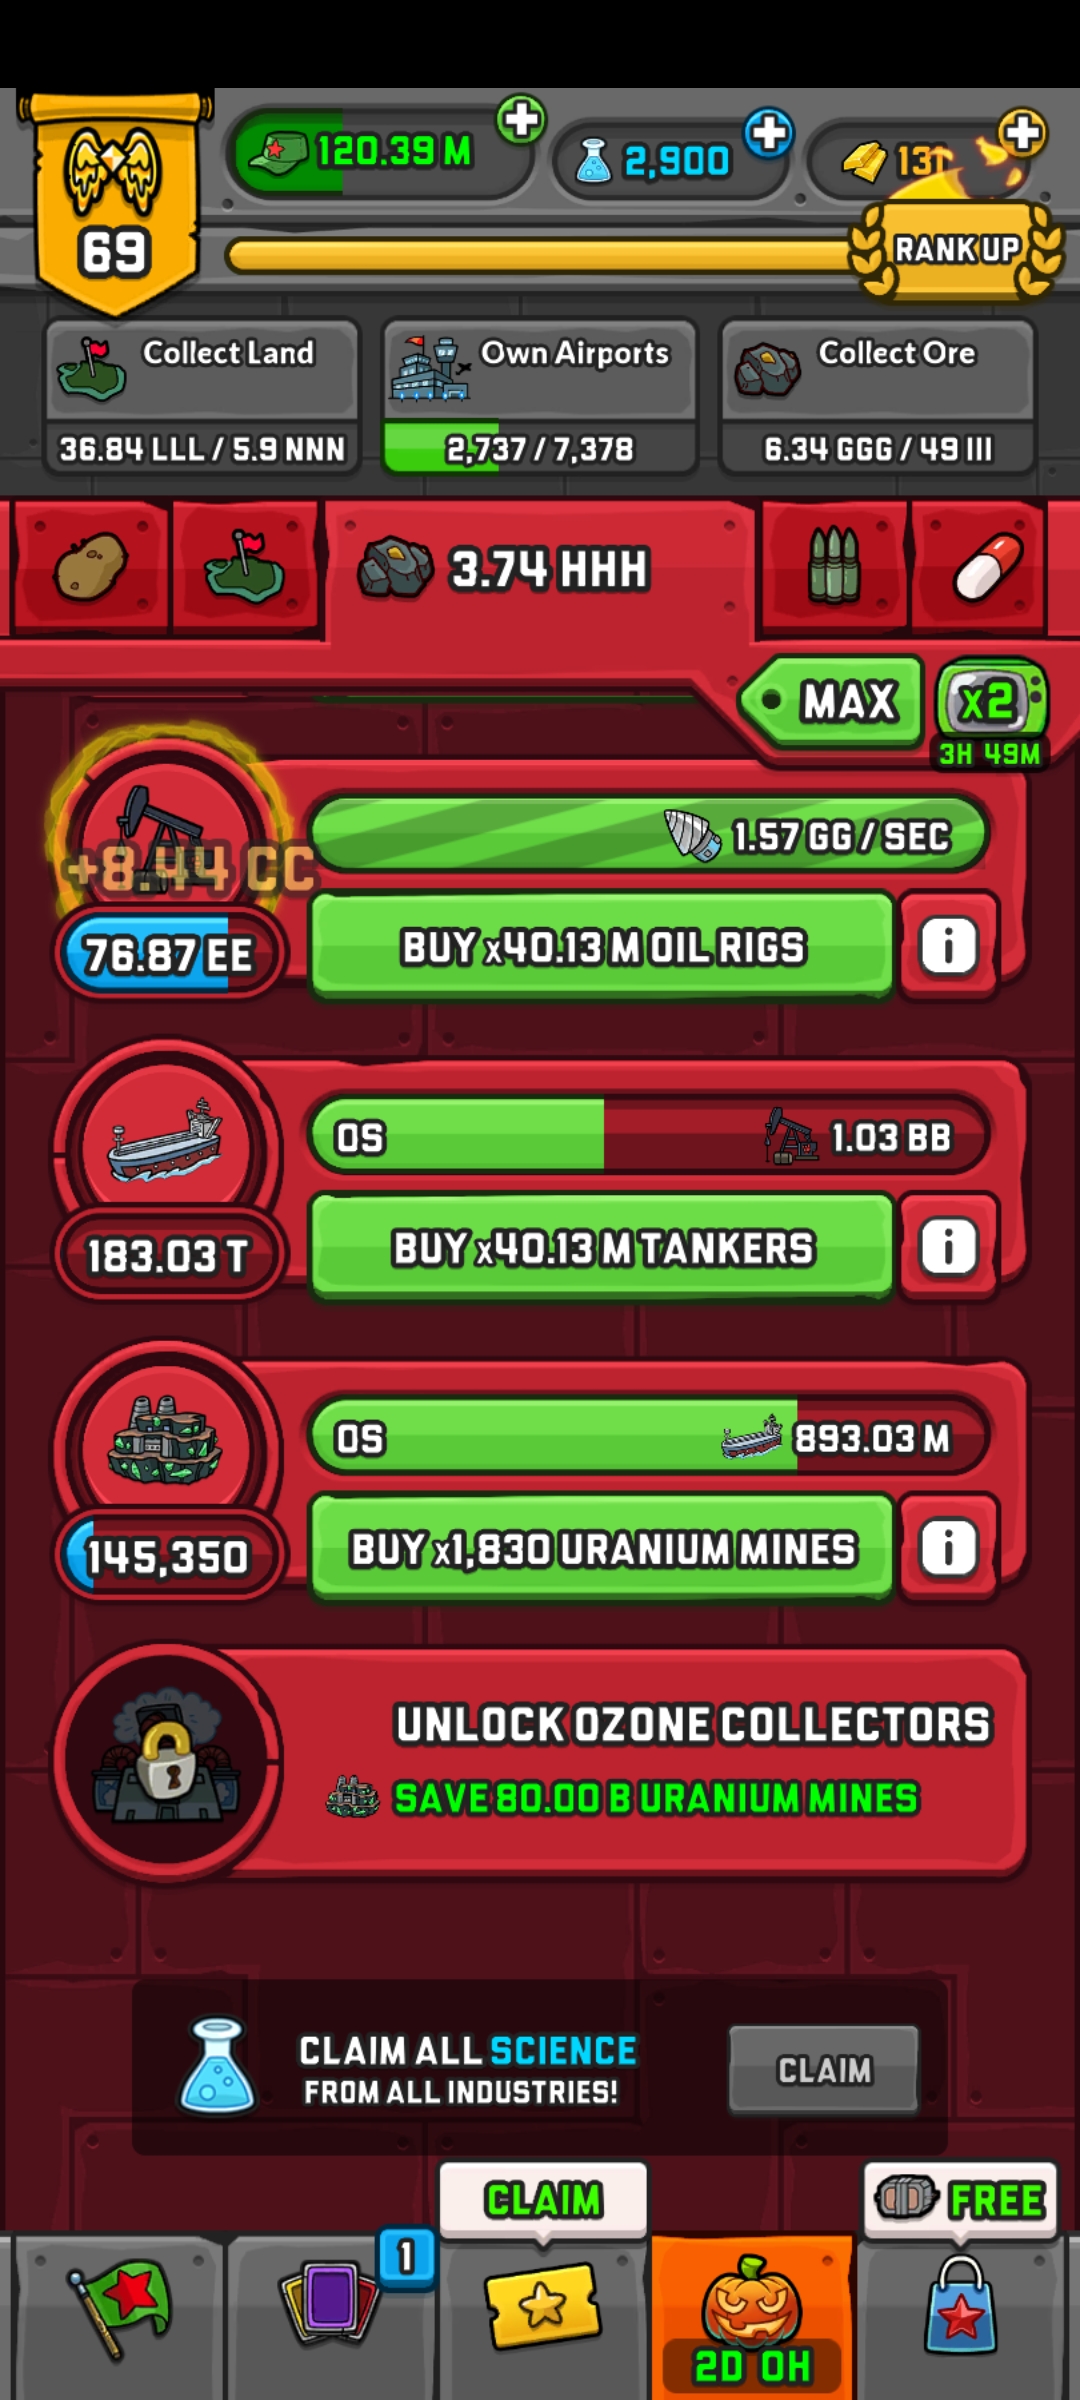 120.39 M
2,900
69
RANK UP
Collect Land
36.84 LLL / 5.9 NNN
Own Airports
2,737 / 7,378
Collect Ore
6.34 GGG / 49 III
3.74 HHH
MAX
x2
3H 49M
1.57 GG / SEC
+8.44 CC
76.87 EE
BUY x40.13 M OIL RIGS
i
0S
1.03 BB
183.03 T
BUY x40.13 M TANKERS
i
0S
893.03 M
145,350
BUY x1,830 URANIUM MINES
i
UNLOCK OZONE COLLECTORS
SAVE 80.00 B URANIUM MINES
CLAIM ALL SCIENCE
FROM ALL INDUSTRIES!
CLAIM
CLAIM
FREE
1
2D 0H